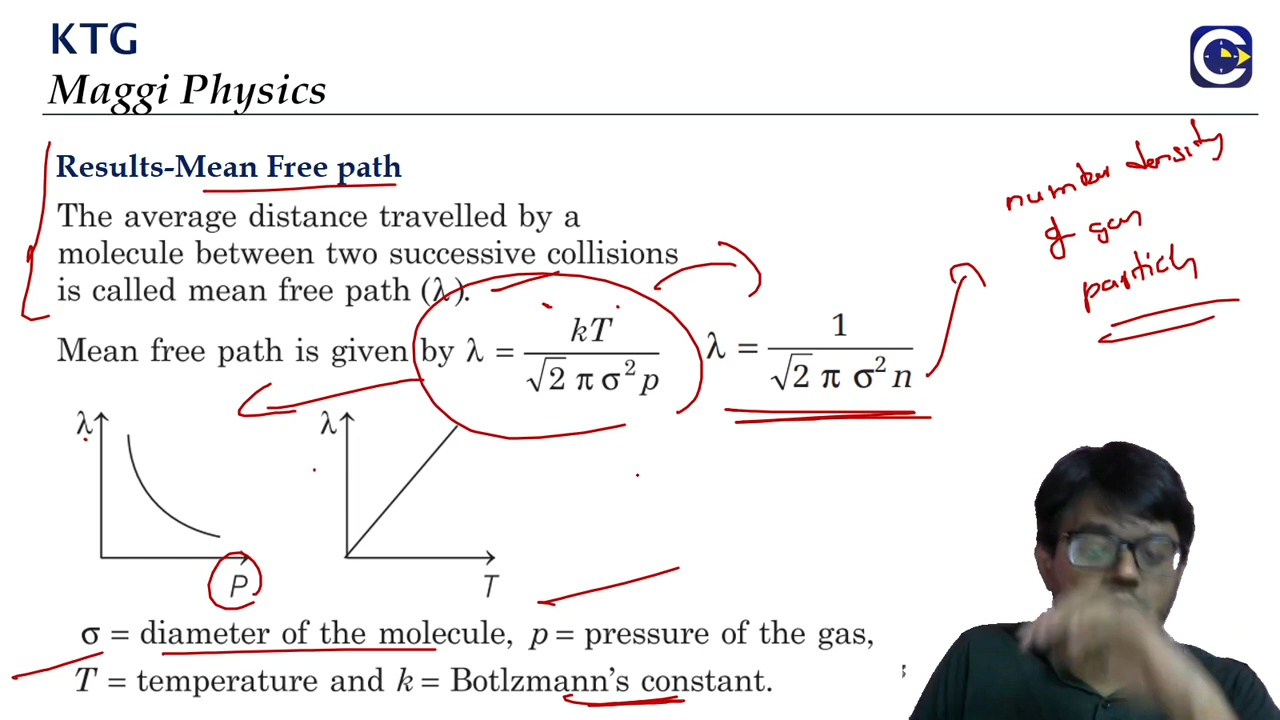 KTG
Maggi Physics
Results-Mean Free path
The average distance travelled by a
molecule between two successive collisions
is called mean free path (λ).
Mean free path is given by λ = kT / √2 π σ² p
λ = 1 / √2 π σ² n
number density
of gas
particles
λ
P
λ
T
σ = diameter of the molecule, p = pressure of the gas,
T = temperature and k = Botlzmann's constant.